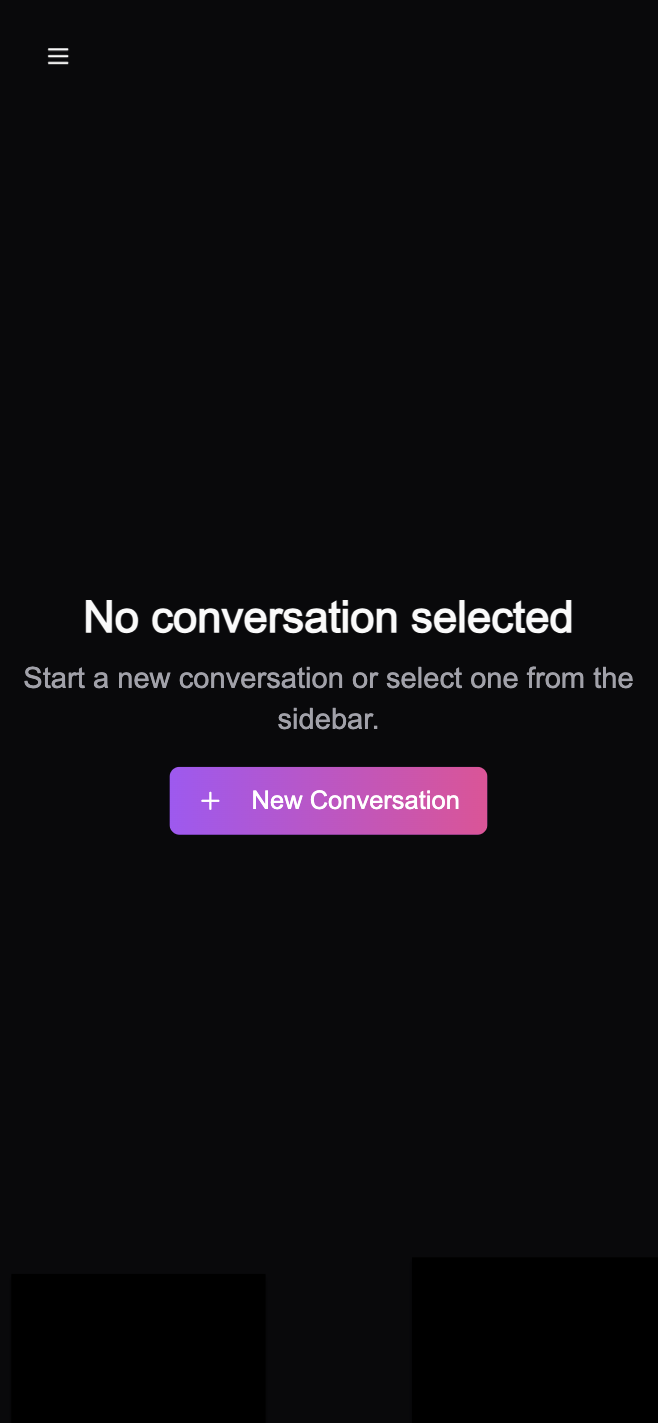 No conversation selected
Start a new conversation or select one from the
sidebar.
New Conversation